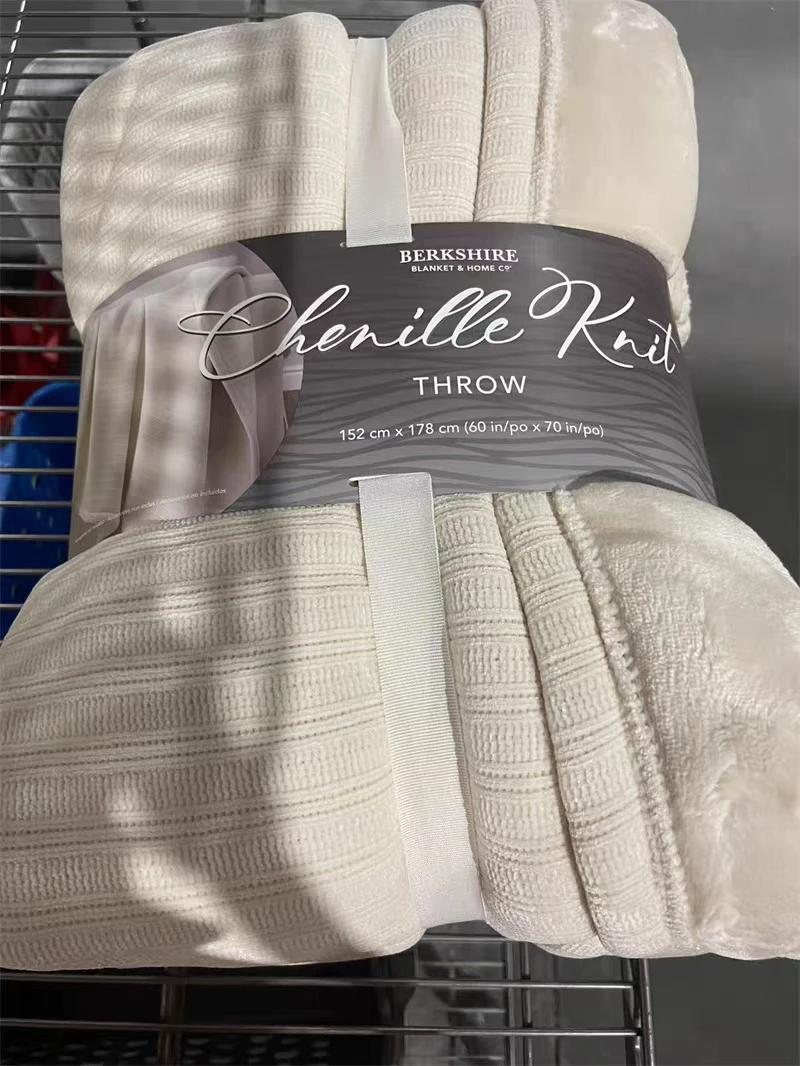 BERKSHIRE
BLANKET & HOME CO
Chenille Knit
THROW
152 cm x 178 cm (60 in/po x 70 in/po)